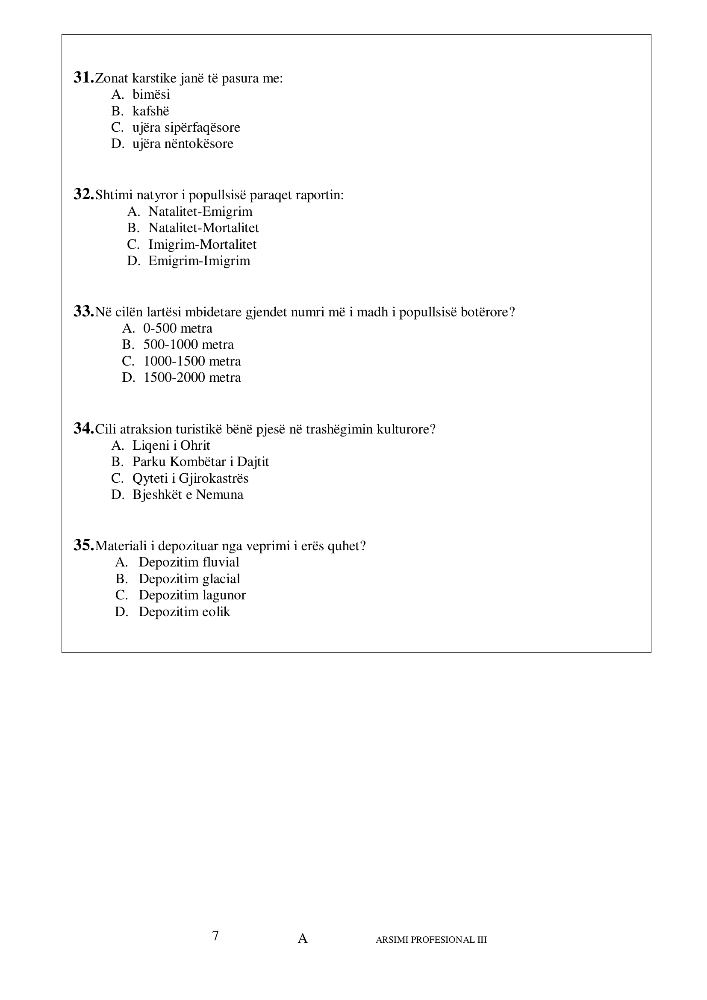 31.Zonat karstike janë të pasura me:
A. bimësi
B. kafshë
C. ujëra sipërfaqësore
D. ujëra nëntokësore
32.Shtimi natyror i popullsisë paraqet raportin:
A. Natalitet-Emigrim
B. Natalitet-Mortalitet
C. Imigrim-Mortalitet
D. Emigrim-Imigrim
33.Në cilën lartësi mbidetare gjendet numri më i madh i popullsisë botërore?
A. 0-500 metra
B. 500-1000 metra
C. 1000-1500 metra
D. 1500-2000 metra
34.Cili atraksion turistikë bënë pjesë në trashëgimin kulturore?
A. Liqeni i Ohrit
B. Parku Kombëtar i Dajtit
C. Qyteti i Gjirokastrës
D. Bjeshkët e Nemuna
35.Materiali i depozituar nga veprimi i erës quhet?
A. Depozitim fluvial
B. Depozitim glacial
C. Depozitim lagunor
D. Depozitim eolik
7 A ARSIMI PROFESIONAL III